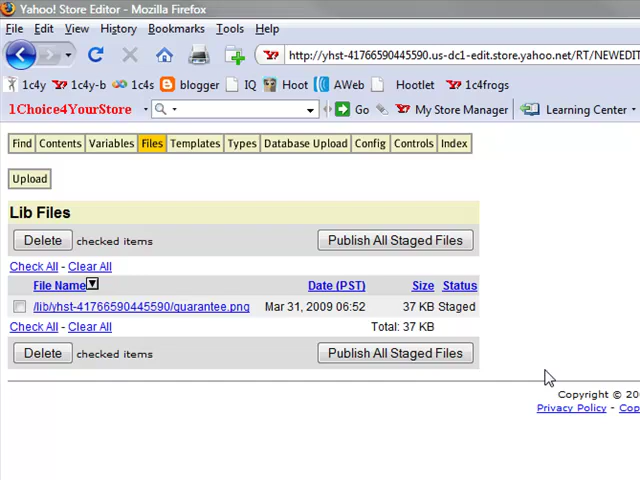 Yahoo! Store Editor - Mozilla Firefox
File Edit View History Bookmarks Tools Help
http://yhst-41766590445590.us-dc1-edit.store.yahoo.net/RT/NEWEDIT
1c4y 1c4y-b 1c4s blogger IQ Hoot AWeb Hootlet 1c4frogs
1Choice4YourStore Go My Store Manager Learning Center
Find Contents Variables Files Templates Types Database Upload Config Controls Index
Upload
Lib Files
Delete checked items Publish All Staged Files
Check All - Clear All
File Name Date (PST) Size Status
/lib/yhst-41766590445590/guarantee.png Mar 31, 2009 06:52 37 KB Staged
Check All - Clear All Total: 37 KB
Delete checked items Publish All Staged Files
Copyright © 20
Privacy Policy - Cop